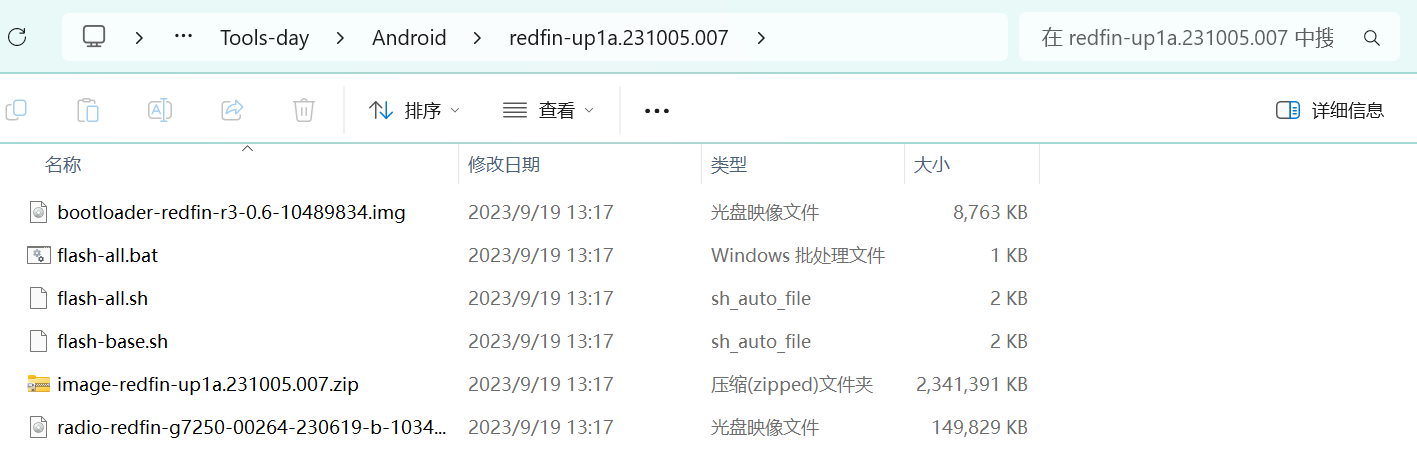 Tools-day Android redfin-up1a.231005.007 在 redfin-up1a.231005.007 中搜
排序 查看 详细信息
名称 修改日期 类型 大小
bootloader-redfin-r3-0.6-10489834.img 2023/9/19 13:17 光盘映像文件 8,763 KB
flash-all.bat 2023/9/19 13:17 Windows 批处理文件 1 KB
flash-all.sh 2023/9/19 13:17 sh_auto_file 2 KB
flash-base.sh 2023/9/19 13:17 sh_auto_file 2 KB
image-redfin-up1a.231005.007.zip 2023/9/19 13:17 压缩(zipped)文件夹 2,341,391 KB
radio-redfin-g7250-00264-230619-b-1034... 2023/9/19 13:17 光盘映像文件 149,829 KB